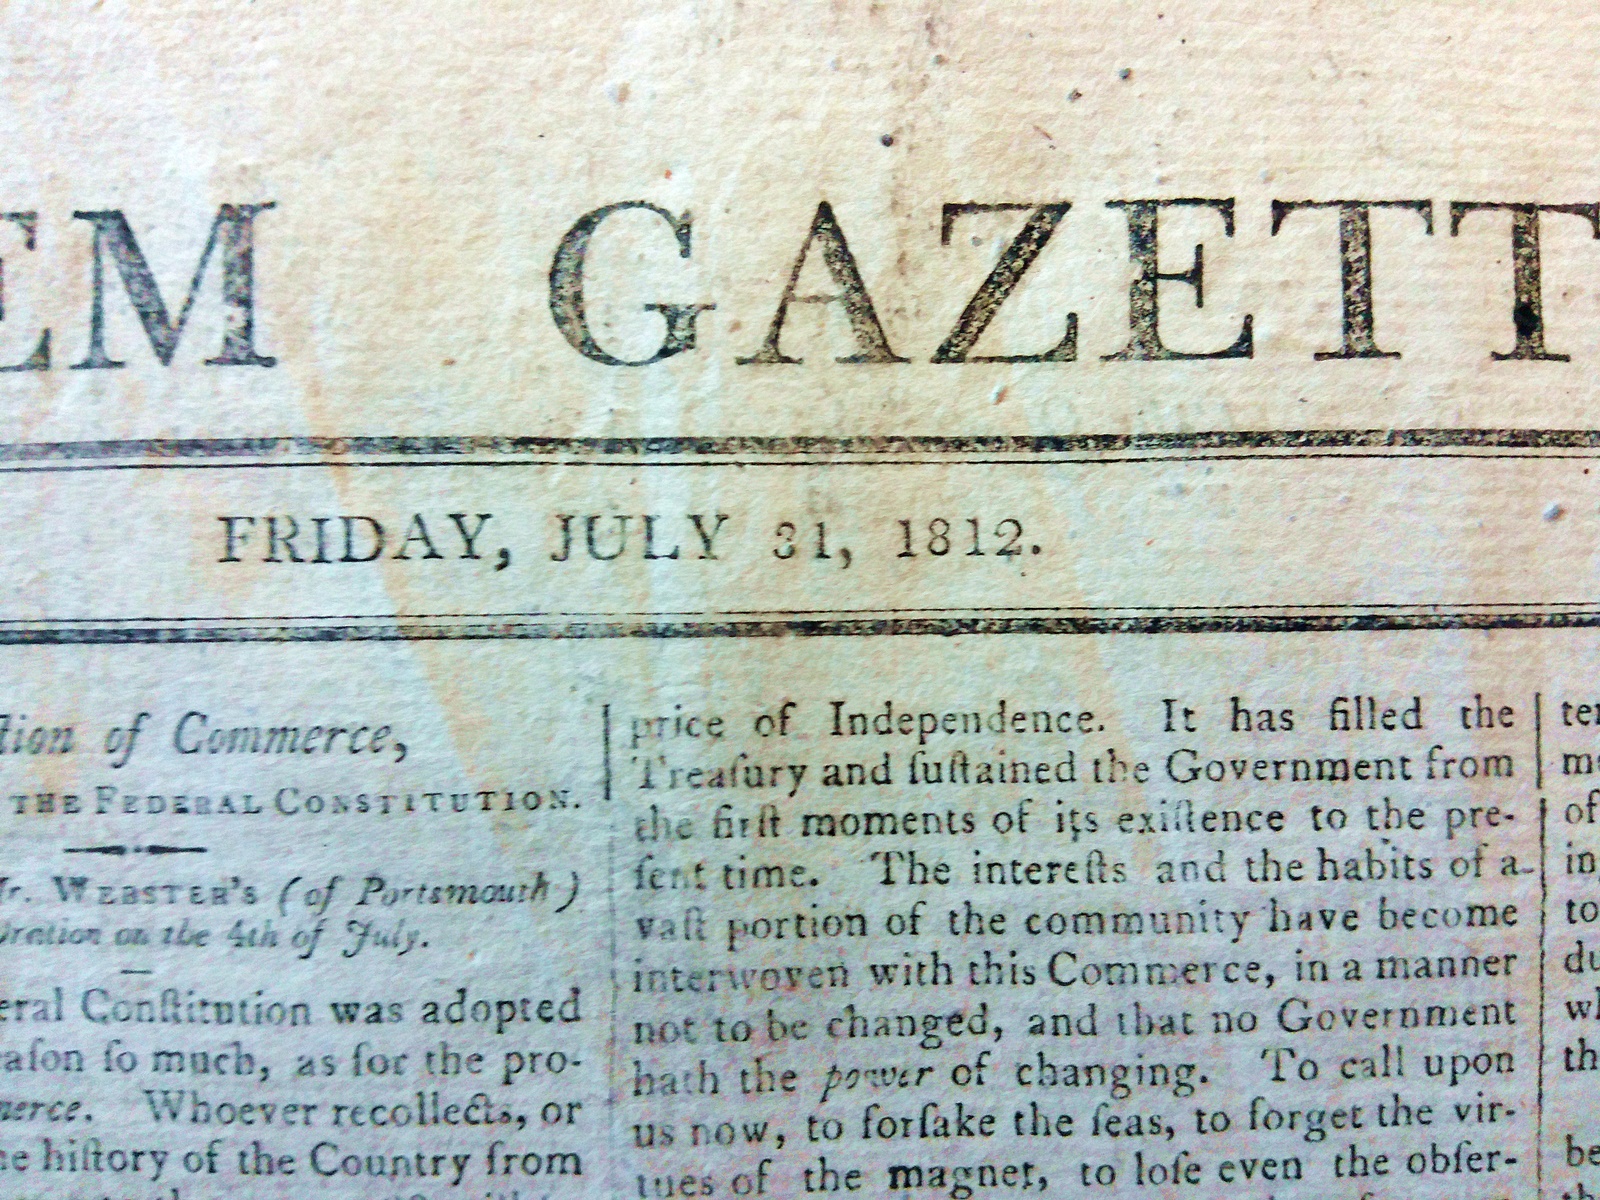 EM GAZETT
FRIDAY, JULY 31, 1812.
ſtion of Commerce,
THE FEDERAL CONSTITUTION.
Mr. WEBSTER'S (of Portsmouth)
Oration on the 4th of July.
eral Conſtitution was adopted
eaſon ſo much, as for the pro-
merce. Whoever recollects, or
he hiſtory of the Country from
price of Independence. It has filled the
Treaſury and ſuſtained the Government from
the firſt moments of its exiſtence to the pre-
ſent time. The intereſts and the habits of a
vaſt portion of the community have become
interwoven with this Commerce, in a manner
not to be changed, and that no Government
hath the power of changing. To call upon
us now, to forſake the ſeas, to forget the vir-
tues of the magnet, to loſe even the obſer-
ter
me
of
in
to
du
wh
th
be